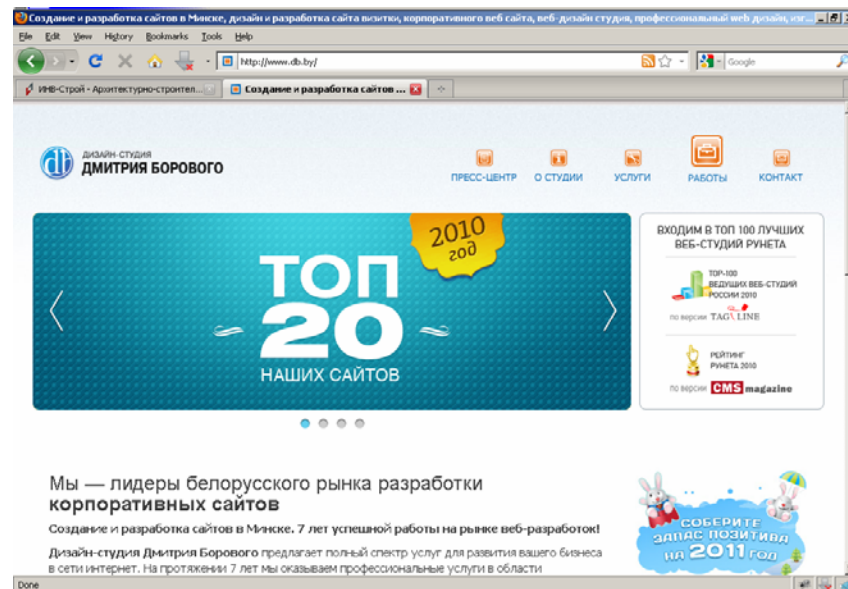 Создание и разработка сайтов в Минске, дизайн и разработка сайта визитки, корпоративного веб сайта, веб-дизайн студия, профессиональный web дизайн, изг...
File Edit View History Bookmarks Tools Help
http://www.db.by/
Google
ИНВ-Строй - Архитектурно-строител...
Создание и разработка сайтов ...
ДИЗАЙН-СТУДИЯ
ДМИТРИЯ БОРОВОГО
ПРЕСС-ЦЕНТР О СТУДИИ УСЛУГИ РАБОТЫ КОНТАКТ
2010
год
ТОП
20
НАШИХ САЙТОВ
ВХОДИМ В ТОП 100 ЛУЧШИХ
ВЕБ-СТУДИЙ РУНЕТА
TOP-100
ВЕДУЩИХ ВЕБ-СТУДИЙ
РОССИИ 2010
по версии TAGLINE
РЕЙТИНГ
РУНЕТА 2010
по версии CMS magazine
Мы — лидеры белорусского рынка разработки
корпоративных сайтов
Создание и разработка сайтов в Минске. 7 лет успешной работы на рынке веб-разработок!
Дизайн-студия Дмитрия Борового предлагает полный спектр услуг для развития вашего бизнеса
в сети интернет. На протяжении 7 лет мы оказываем профессиональные услуги в области
СОБЕРИТЕ
ЗАПАС ПОЗИТИВА
НА 2011 ГОД
Done